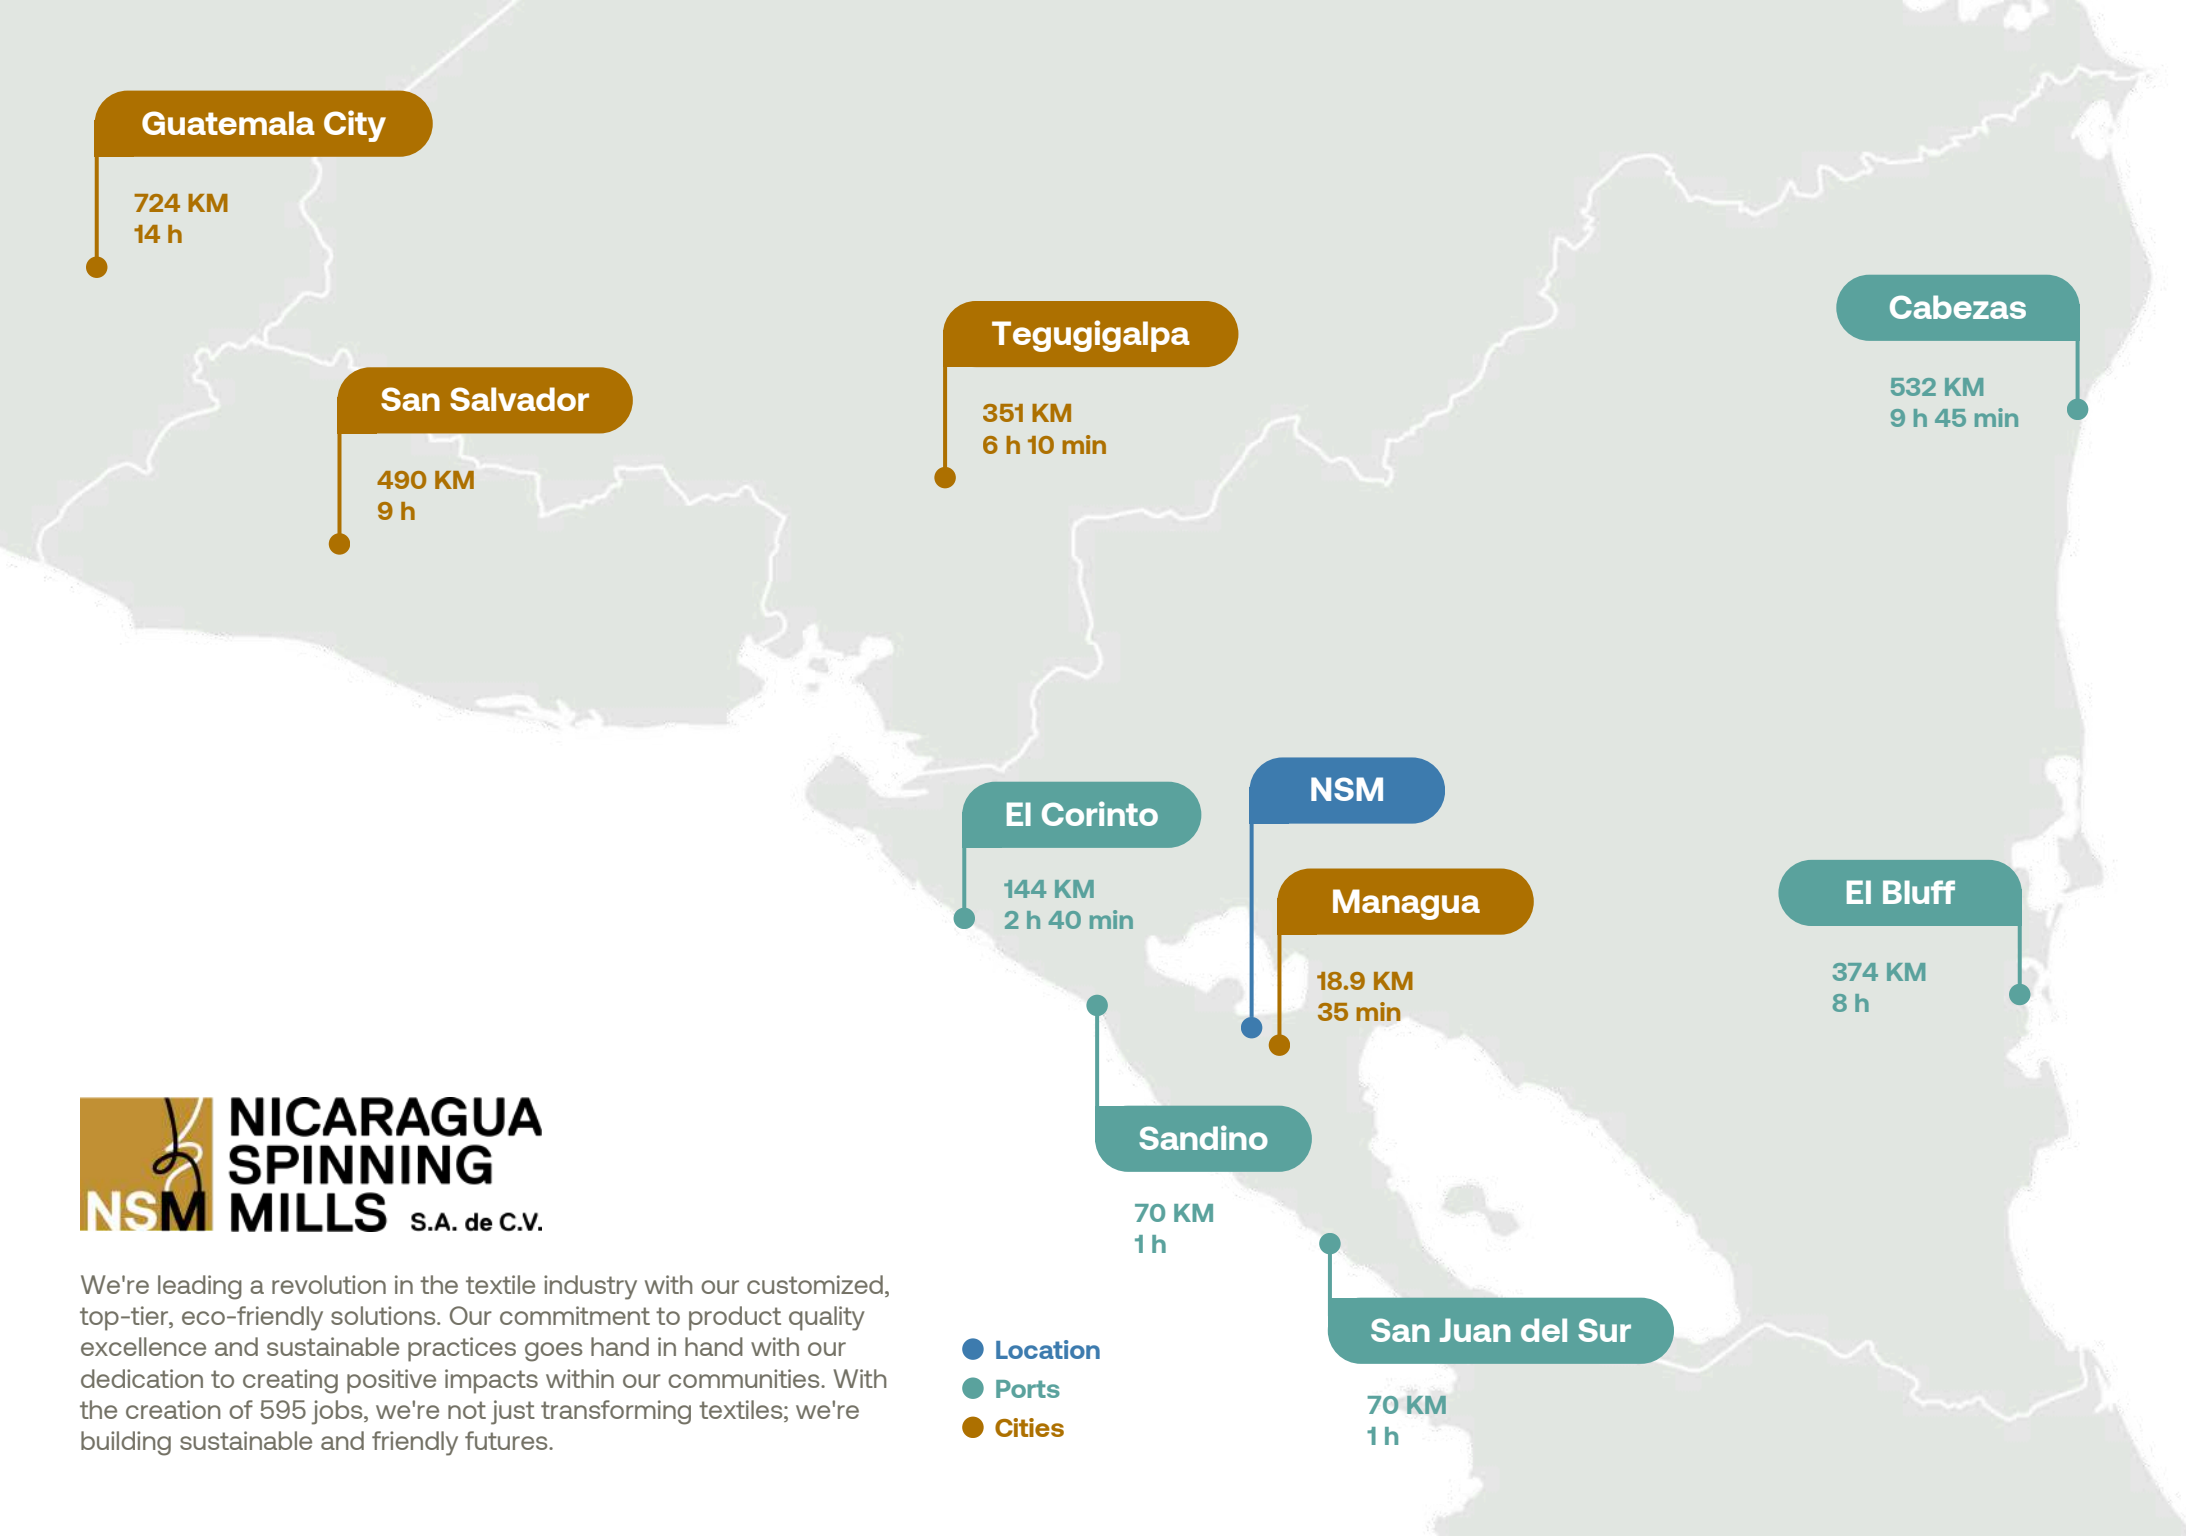 Guatemala City
724 KM
14 h
San Salvador
490 KM
9 h
Tegugigalpa
351 KM
6 h 10 min
Cabezas
532 KM
9 h 45 min
El Corinto
144 KM
2 h 40 min
NSM
Managua
18.9 KM
35 min
El Bluff
374 KM
8 h
Sandino
70 KM
1 h
San Juan del Sur
70 KM
1 h
NSM
NICARAGUA
SPINNING
MILLS S.A. de C.V.
We're leading a revolution in the textile industry with our customized,
top-tier, eco-friendly solutions. Our commitment to product quality
excellence and sustainable practices goes hand in hand with our
dedication to creating positive impacts within our communities. With
the creation of 595 jobs, we're not just transforming textiles; we're
building sustainable and friendly futures.
Location
Ports
Cities